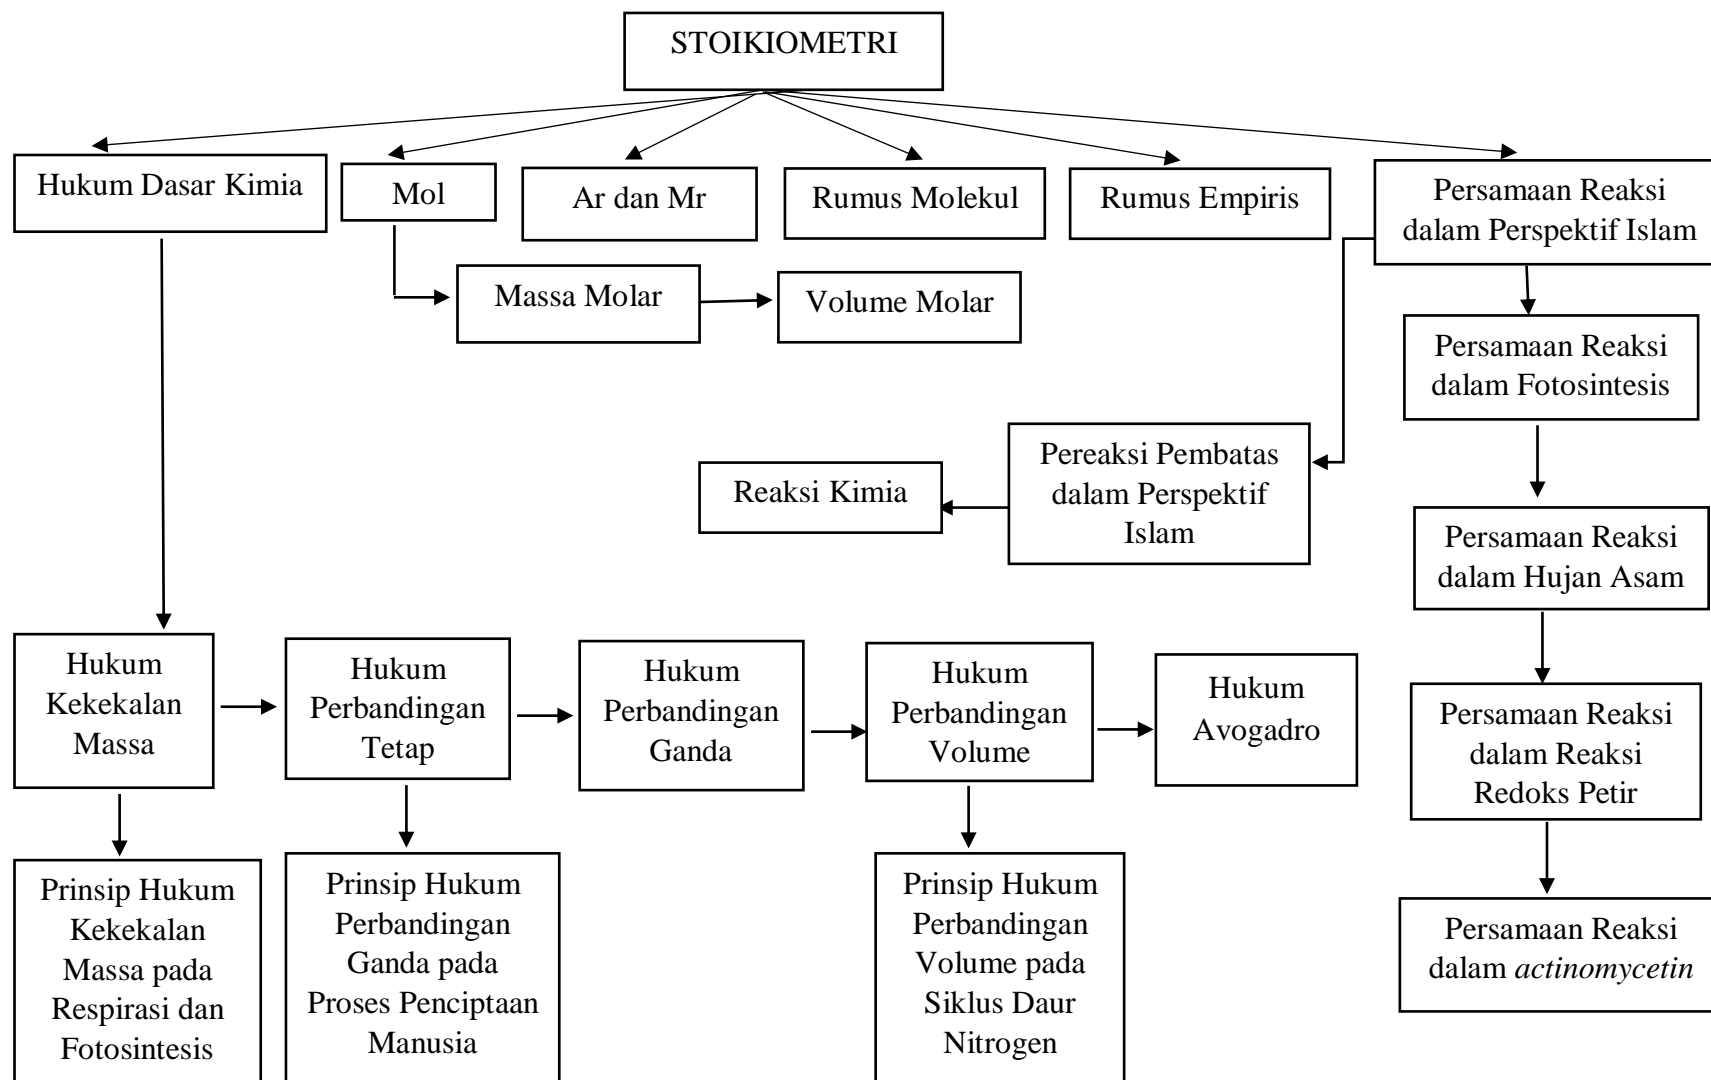 STOIKIOMETRI
Hukum Dasar Kimia
Mol
Ar dan Mr
Rumus Molekul
Rumus Empiris
Persamaan Reaksi
dalam Perspektif Islam
Massa Molar
Volume Molar
Persamaan Reaksi
dalam Fotosintesis
Reaksi Kimia
Pereaksi Pembatas
dalam Perspektif
Islam
Persamaan Reaksi
dalam Hujan Asam
Hukum
Kekekalan
Massa
Hukum
Perbandingan
Tetap
Hukum
Perbandingan
Ganda
Hukum
Perbandingan
Volume
Hukum
Avogadro
Persamaan Reaksi
dalam Reaksi
Redoks Petir
Prinsip Hukum
Kekekalan
Massa pada
Respirasi dan
Fotosintesis
Prinsip Hukum
Perbandingan
Ganda pada
Proses Penciptaan
Manusia
Prinsip Hukum
Perbandingan
Volume pada
Siklus Daur
Nitrogen
Persamaan Reaksi
dalam actinomycetin